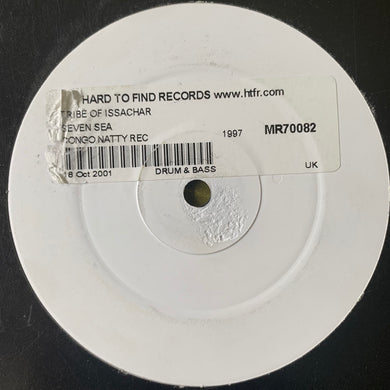 HARD TO FIND RECORDS www.htfr.com
TRIBE OF ISSACHAR
SEVEN SEA
CONGO NATTY REC 1997 MR70082
18 Oct 2001 DRUM & BASS UK